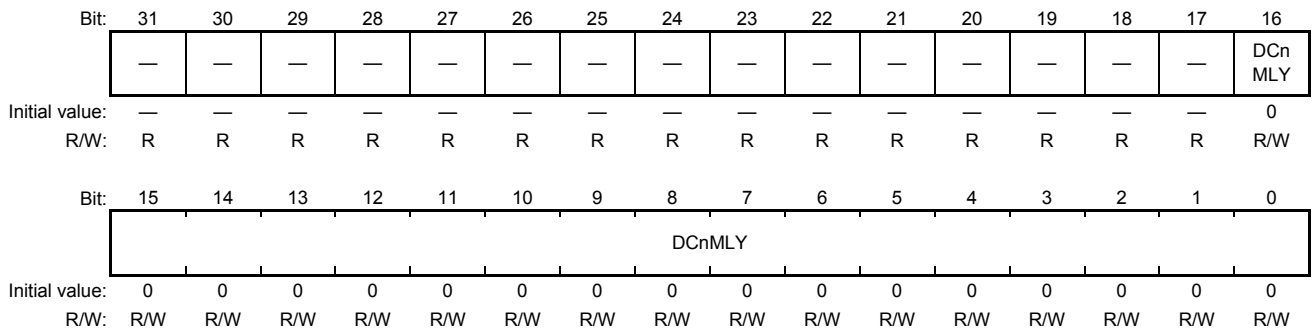 Bit: 31 30 29 28 27 26 25 24 23 22 21 20 19 18 17 16
— — — — — — — — — — — — — — — DCn
MLY
Initial value: — — — — — — — — — — — — — — — 0
R/W: R R R R R R R R R R R R R R R R/W
Bit: 15 14 13 12 11 10 9 8 7 6 5 4 3 2 1 0
DCnMLY
Initial value: 0 0 0 0 0 0 0 0 0 0 0 0 0 0 0 0
R/W: R/W R/W R/W R/W R/W R/W R/W R/W R/W R/W R/W R/W R/W R/W R/W R/W